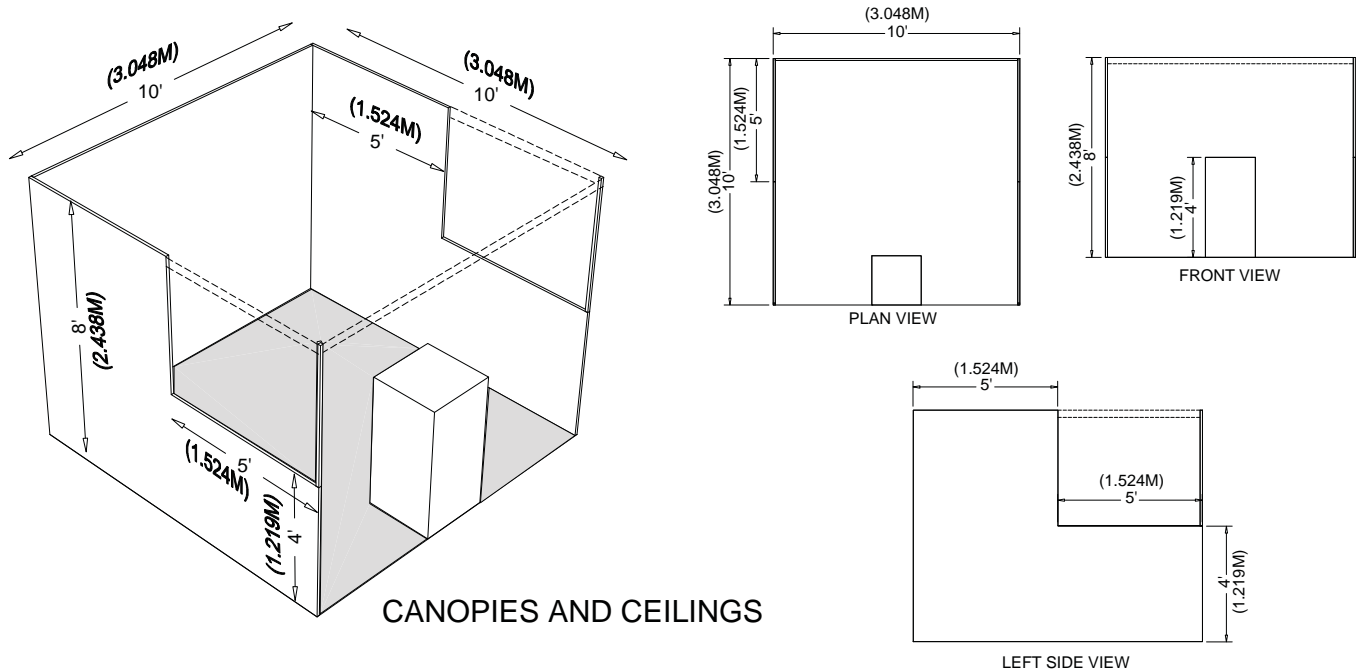 (3.048M)
10'
(3.048M)
10'
(1.524M)
5'
8'
(2.438M)
5'
(1.524M)
4'
(1.219M)
CANOPIES AND CEILINGS
(3.048M)
10'
(1.524M)
5'
(3.048M)
10'
PLAN VIEW
(2.438M)
8'
(1.219M)
4'
FRONT VIEW
(1.524M)
5'
(1.524M)
5'
4'
(1.219M)
LEFT SIDE VIEW